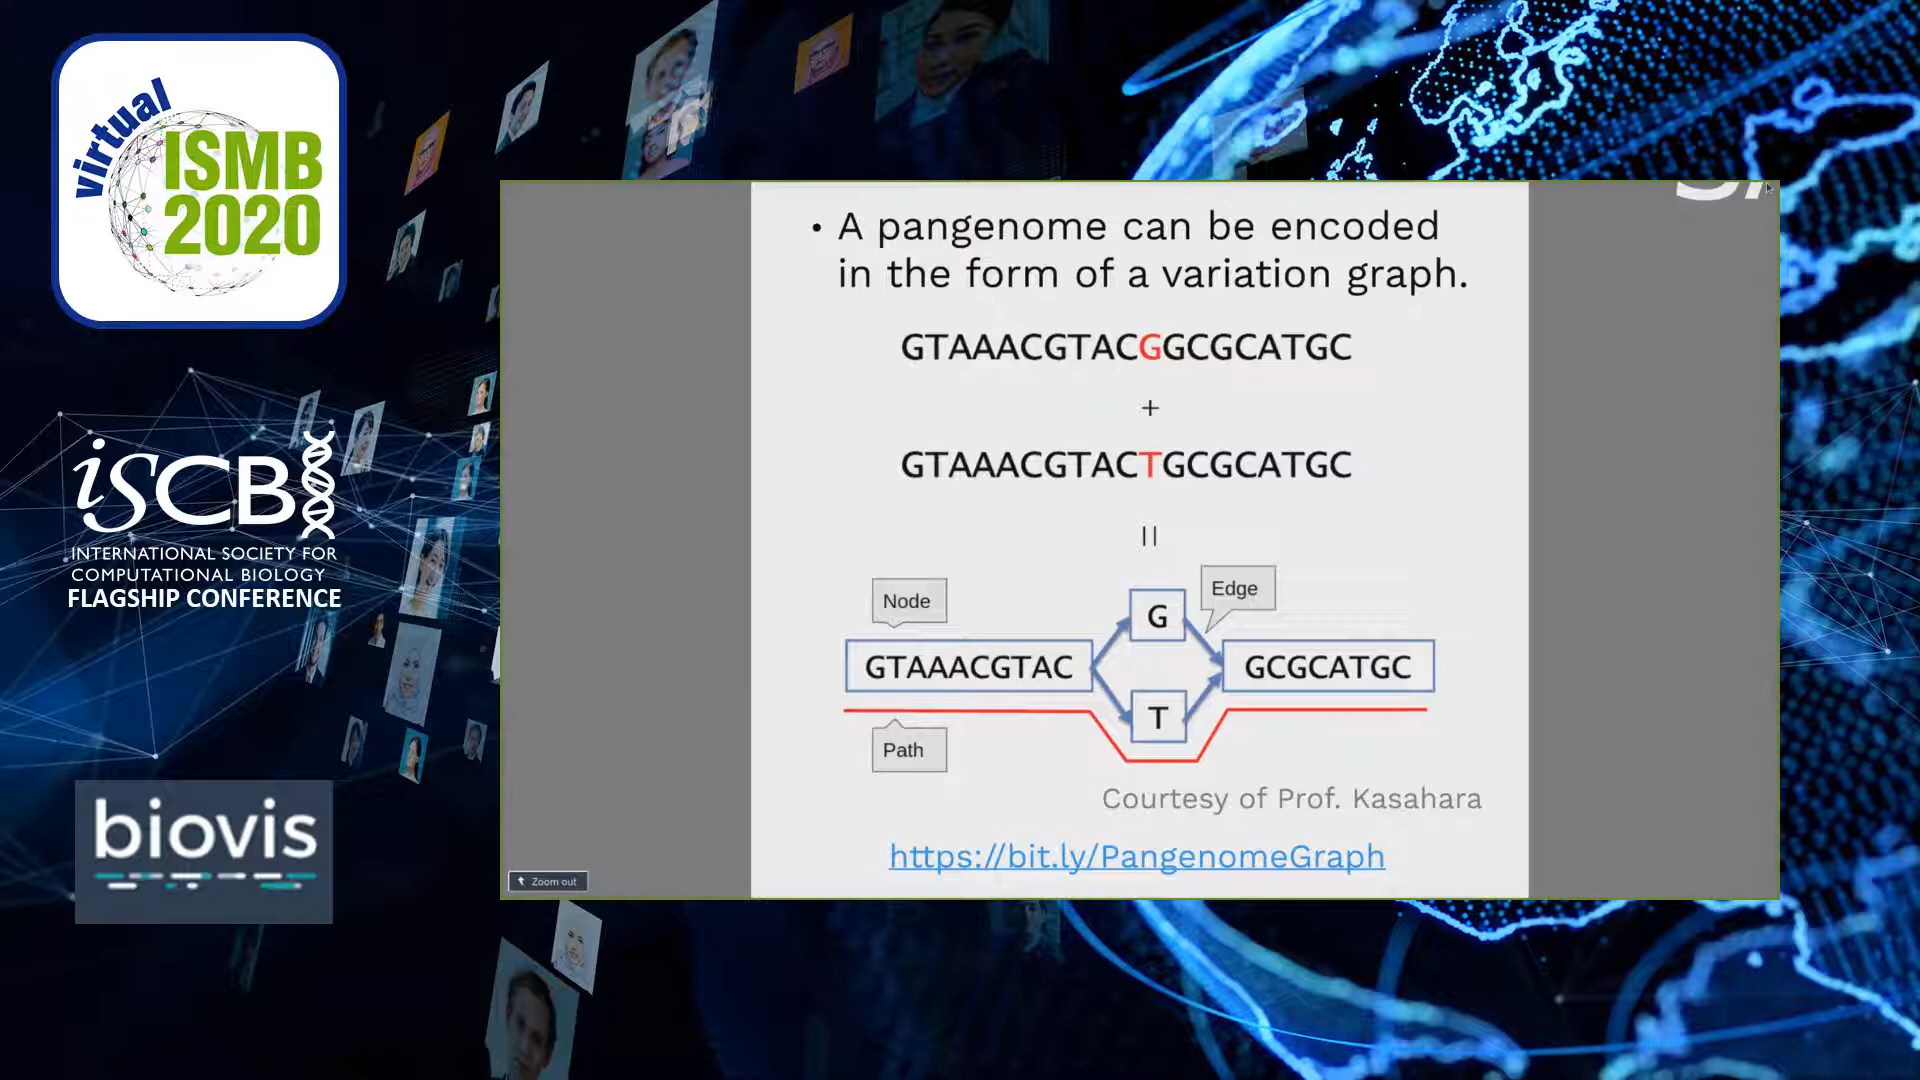 virtual
ISMB
2020
iSCB
INTERNATIONAL SOCIETY FOR
COMPUTATIONAL BIOLOGY
FLAGSHIP CONFERENCE
biovis
• A pangenome can be encoded
in the form of a variation graph.
GTAAACGTACGGCGCATGC
+
GTAAACGTACTGCGCATGC
=
Node
Edge
G
GTAAACGTAC
GCGCATGC
T
Path
Courtesy of Prof. Kasahara
https://bit.ly/PangenomeGraph
Zoom out